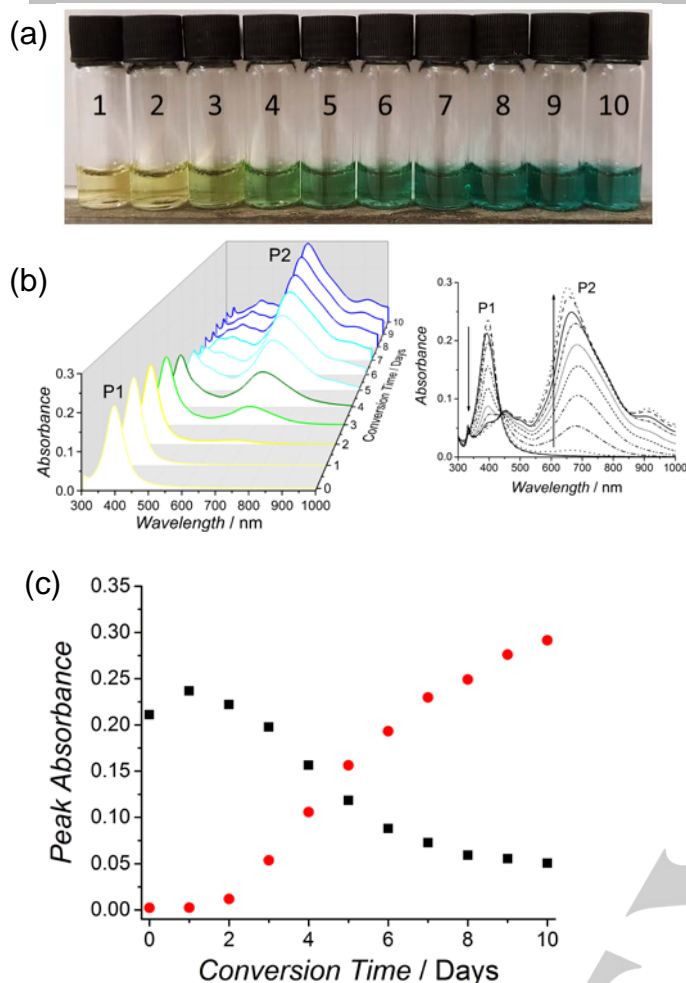 (a)
1 2 3 4 5 6 7 8 9 10
(b)
P2
P1
0.3
0.2
0.1
0.0
Absorbance
300 400 500 600 700 800 900 1000
Wavelength / nm
0
1
2
3
4
5
6
7
8
9
10
Conversion Time / Days
0.3
0.2
0.1
0.0
Absorbance
P1
P2
300 400 500 600 700 800 900 1000
Wavelength / nm
(c)
0.35
0.30
0.25
0.20
0.15
0.10
0.05
0.00
Peak Absorbance
0 2 4 6 8 10
Conversion Time / Days